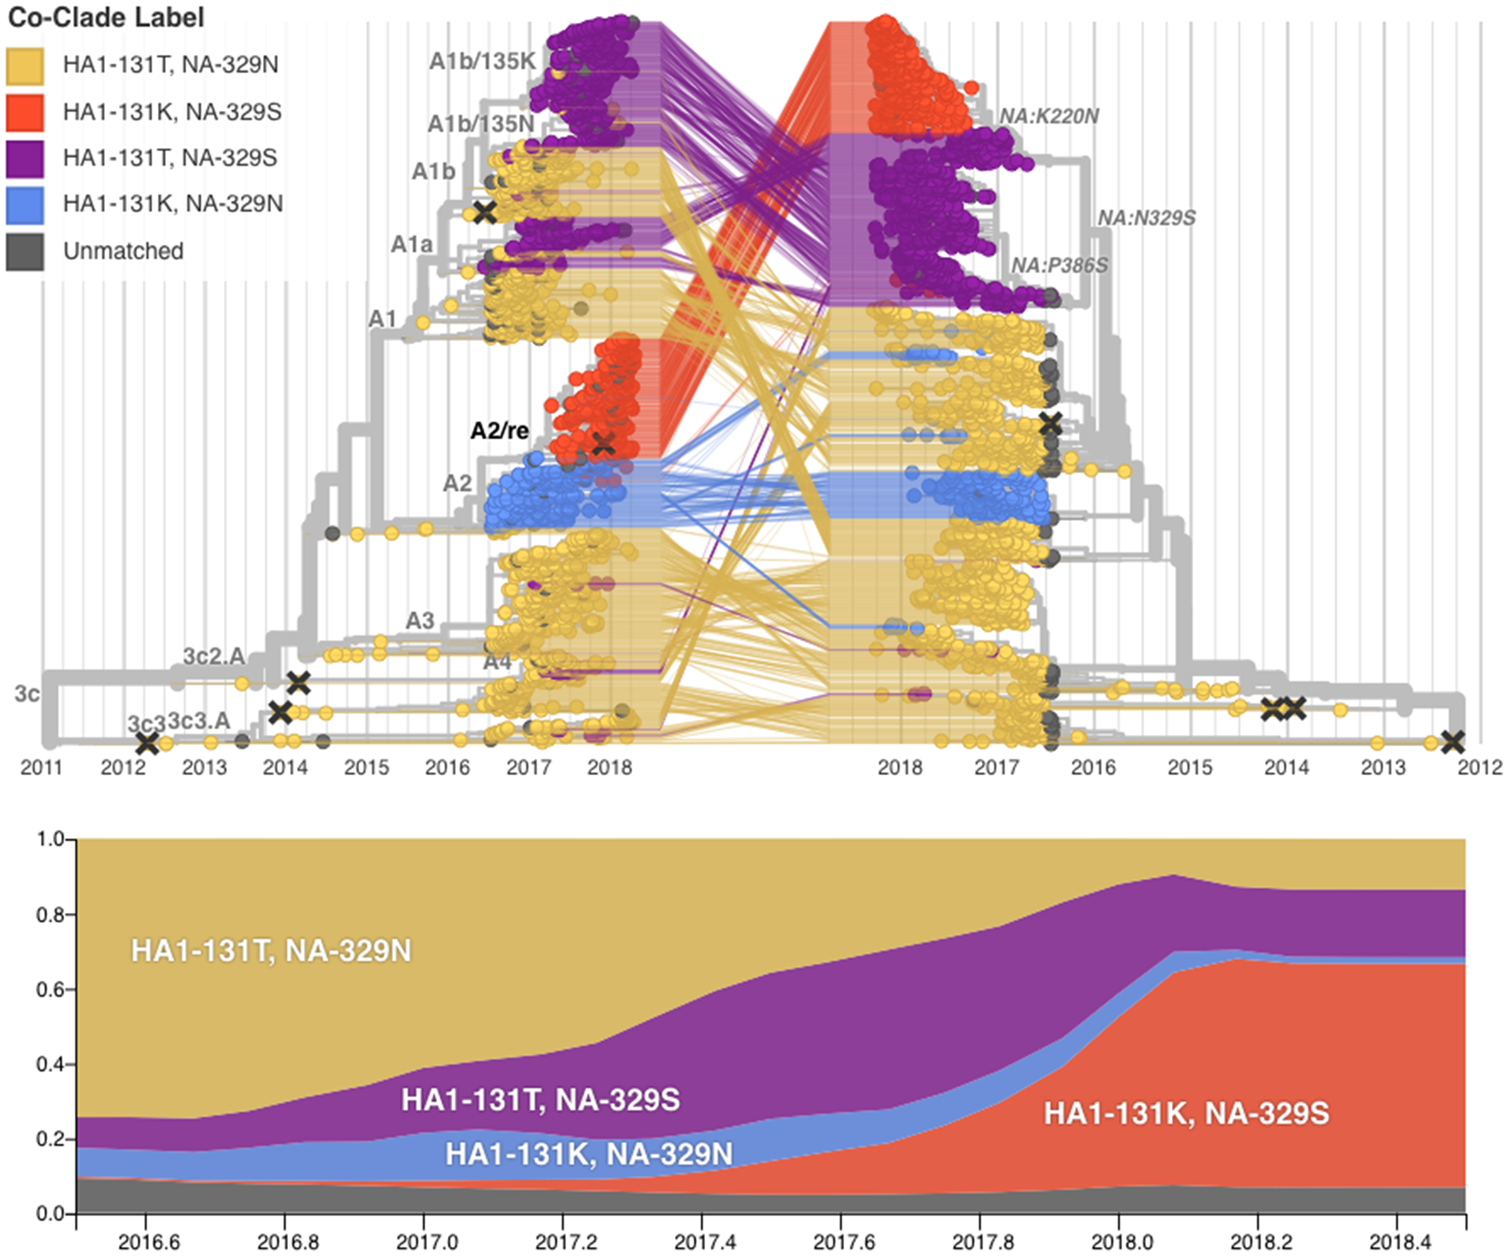 Co-Clade Label
HA1-131T, NA-329N
HA1-131K, NA-329S
HA1-131T, NA-329S
HA1-131K, NA-329N
Unmatched
A1b/135K
A1b/135N
A1b
A1a
A1
A2/re
A2
A3
A4
3c2.A
3c
3c3
3c3.A
NA:K220N
NA:N329S
NA:P386S
2011 2012 2013 2014 2015 2016 2017 2018
2018 2017 2016 2015 2014 2013 2012
1.0
0.8
0.6
0.4
0.2
0.0
HA1-131T, NA-329N
HA1-131T, NA-329S
HA1-131K, NA-329N
HA1-131K, NA-329S
2016.6 2016.8 2017.0 2017.2 2017.4 2017.6 2017.8 2018.0 2018.2 2018.4